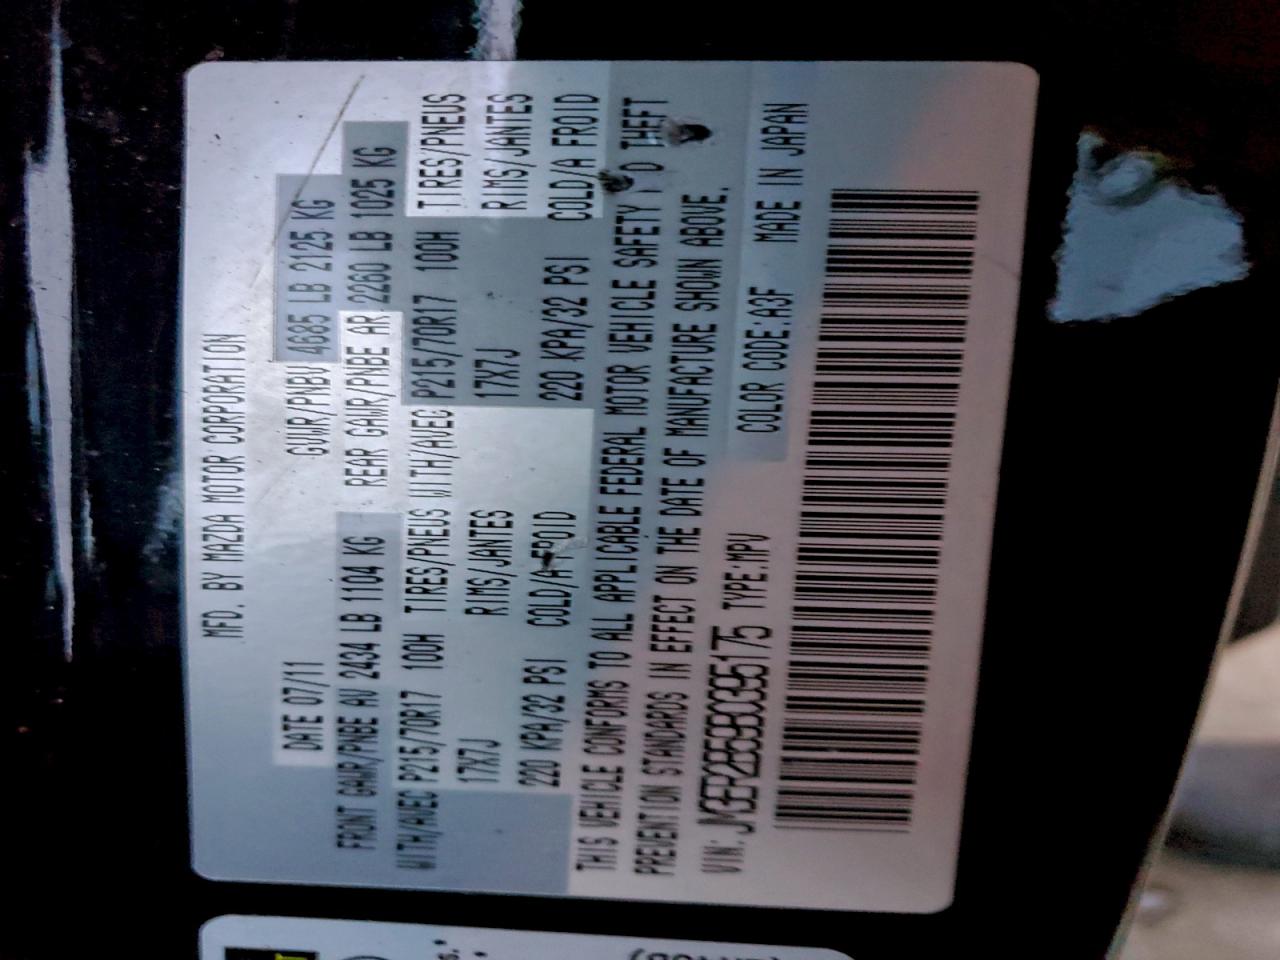 MFD. BY MAZDA MOTOR CORPORATION
DATE 07/11 GVWR/PNBV 4685 LB 2125 KG
FRONT GAWR/PNBE AV 2434 LB 1104 KG REAR GAWR/PNBE AR 2260 LB 1025 KG
WITH/AVEC P215/70R17 100H TIRES/PNEUS WITH/AVEC P215/70R17 100H TIRES/PNEUS
17X7J RIMS/JANTES 17X7J RIMS/JANTES
220 KPA/32 PSI COLD/A FROID 220 KPA/32 PSI COLD/A FROID
THIS VEHICLE CONFORMS TO ALL APPLICABLE FEDERAL MOTOR VEHICLE SAFETY THEFT
PREVENTION STANDARDS IN EFFECT ON THE DATE OF MANUFACTURE SHOWN ABOVE.
VIN: TYPE:MPV COLOR CODE:A3F MADE IN JAPAN